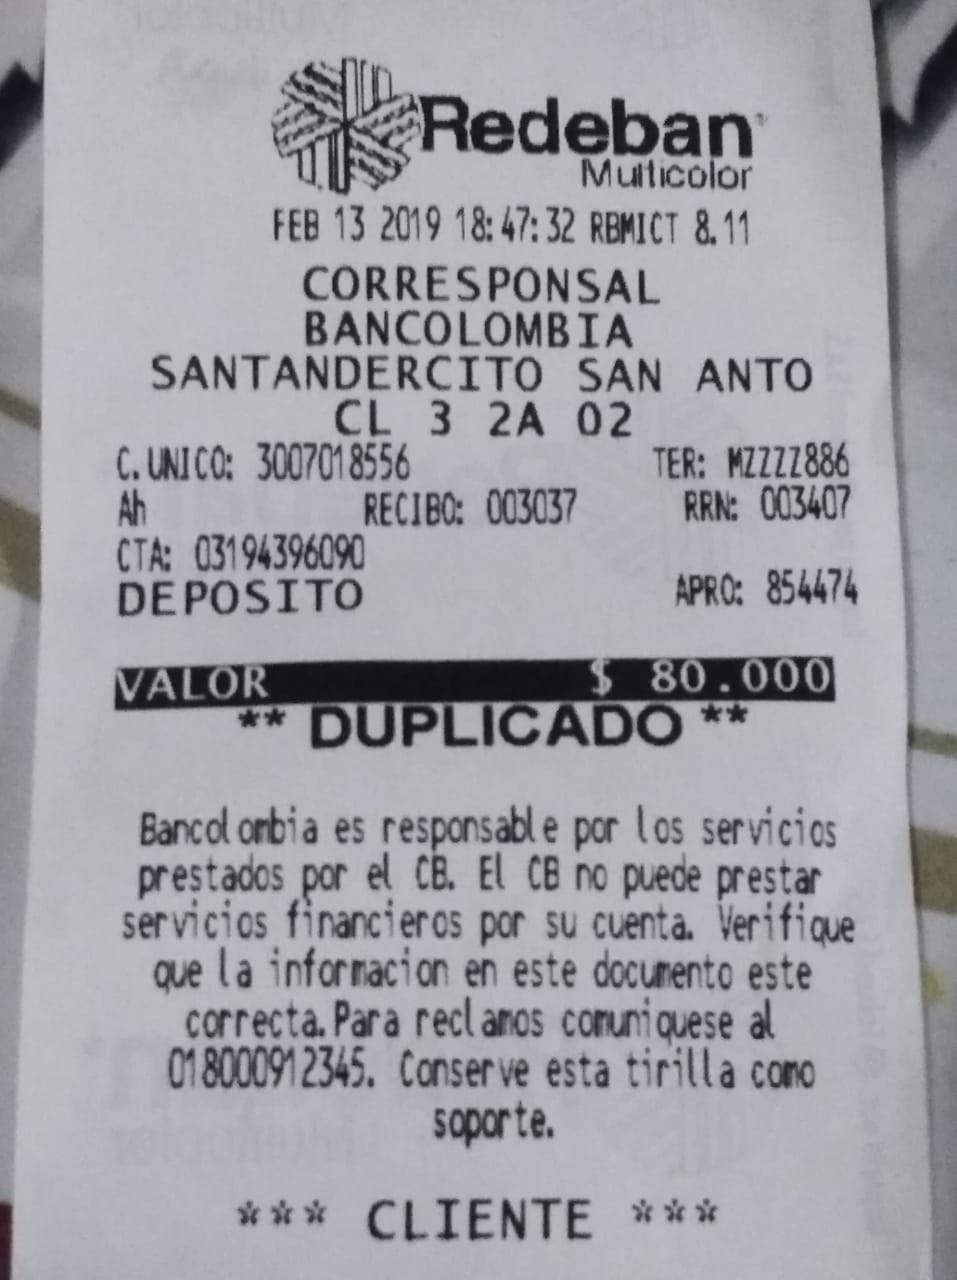 Redeban
Multicolor
FEB 13 2019 18:47:32 RBMICT 8.11
CORRESPONSAL
BANCOLOMBIA
SANTANDERCITO SAN ANTO
CL 3 2A 02
C. UNICO: 3007018556 TER: MZZZZ886
Ah RECIBO: 003037 RRN: 003407
CTA: 03194396090
DEPOSITO APRO: 854474
VALOR $ 80.000
** DUPLICADO **
Bancolombia es responsable por los servicios
prestados por el CB. El CB no puede prestar
servicios financieros por su cuenta. Verifique
que la informacion en este documento este
correcta. Para reclamos comuniquese al
018000912345. Conserve esta tirilla como
soporte.
*** CLIENTE ***